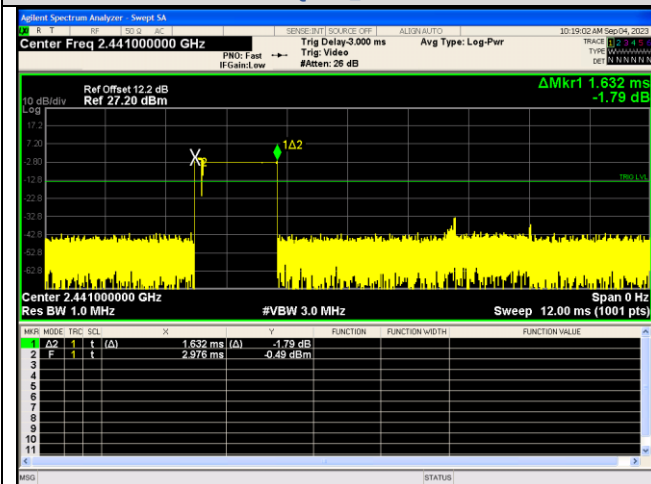 Agilent Spectrum Analyzer - Swept SA
R T RF 50 Ω AC SENSE:INT SOURCE OFF ALIGN AUTO 10:19:02 AM Sep 04, 2023
Center Freq 2.441000000 GHz
PNO: Fast
IFGain:Low
Trig Delay-3.000 ms
Trig: Video
#Atten: 26 dB
Avg Type: Log-Pwr
TRACE 1 2 3 4 5 6
TYPE WWWWWW
DET N N N N N N
ΔMkr1 1.632 ms
-1.79 dB
Ref Offset 12.2 dB
10 dB/div Ref 27.20 dBm
Log
17.2
7.20
1Δ2
-2.80
X2
-12.8
TRIG LVL
-22.8
-32.8
-42.8
-52.8
-62.8
Center 2.441000000 GHz Span 0 Hz
Res BW 1.0 MHz #VBW 3.0 MHz Sweep 12.00 ms (1001 pts)
MKR MODE TRC SCL X Y FUNCTION FUNCTION WIDTH FUNCTION VALUE
1 Δ2 1 t (Δ) 1.632 ms (Δ) -1.79 dB
2 F 1 t 2.976 ms -0.49 dBm
3
4
5
6
7
8
9
10
11
MSG STATUS